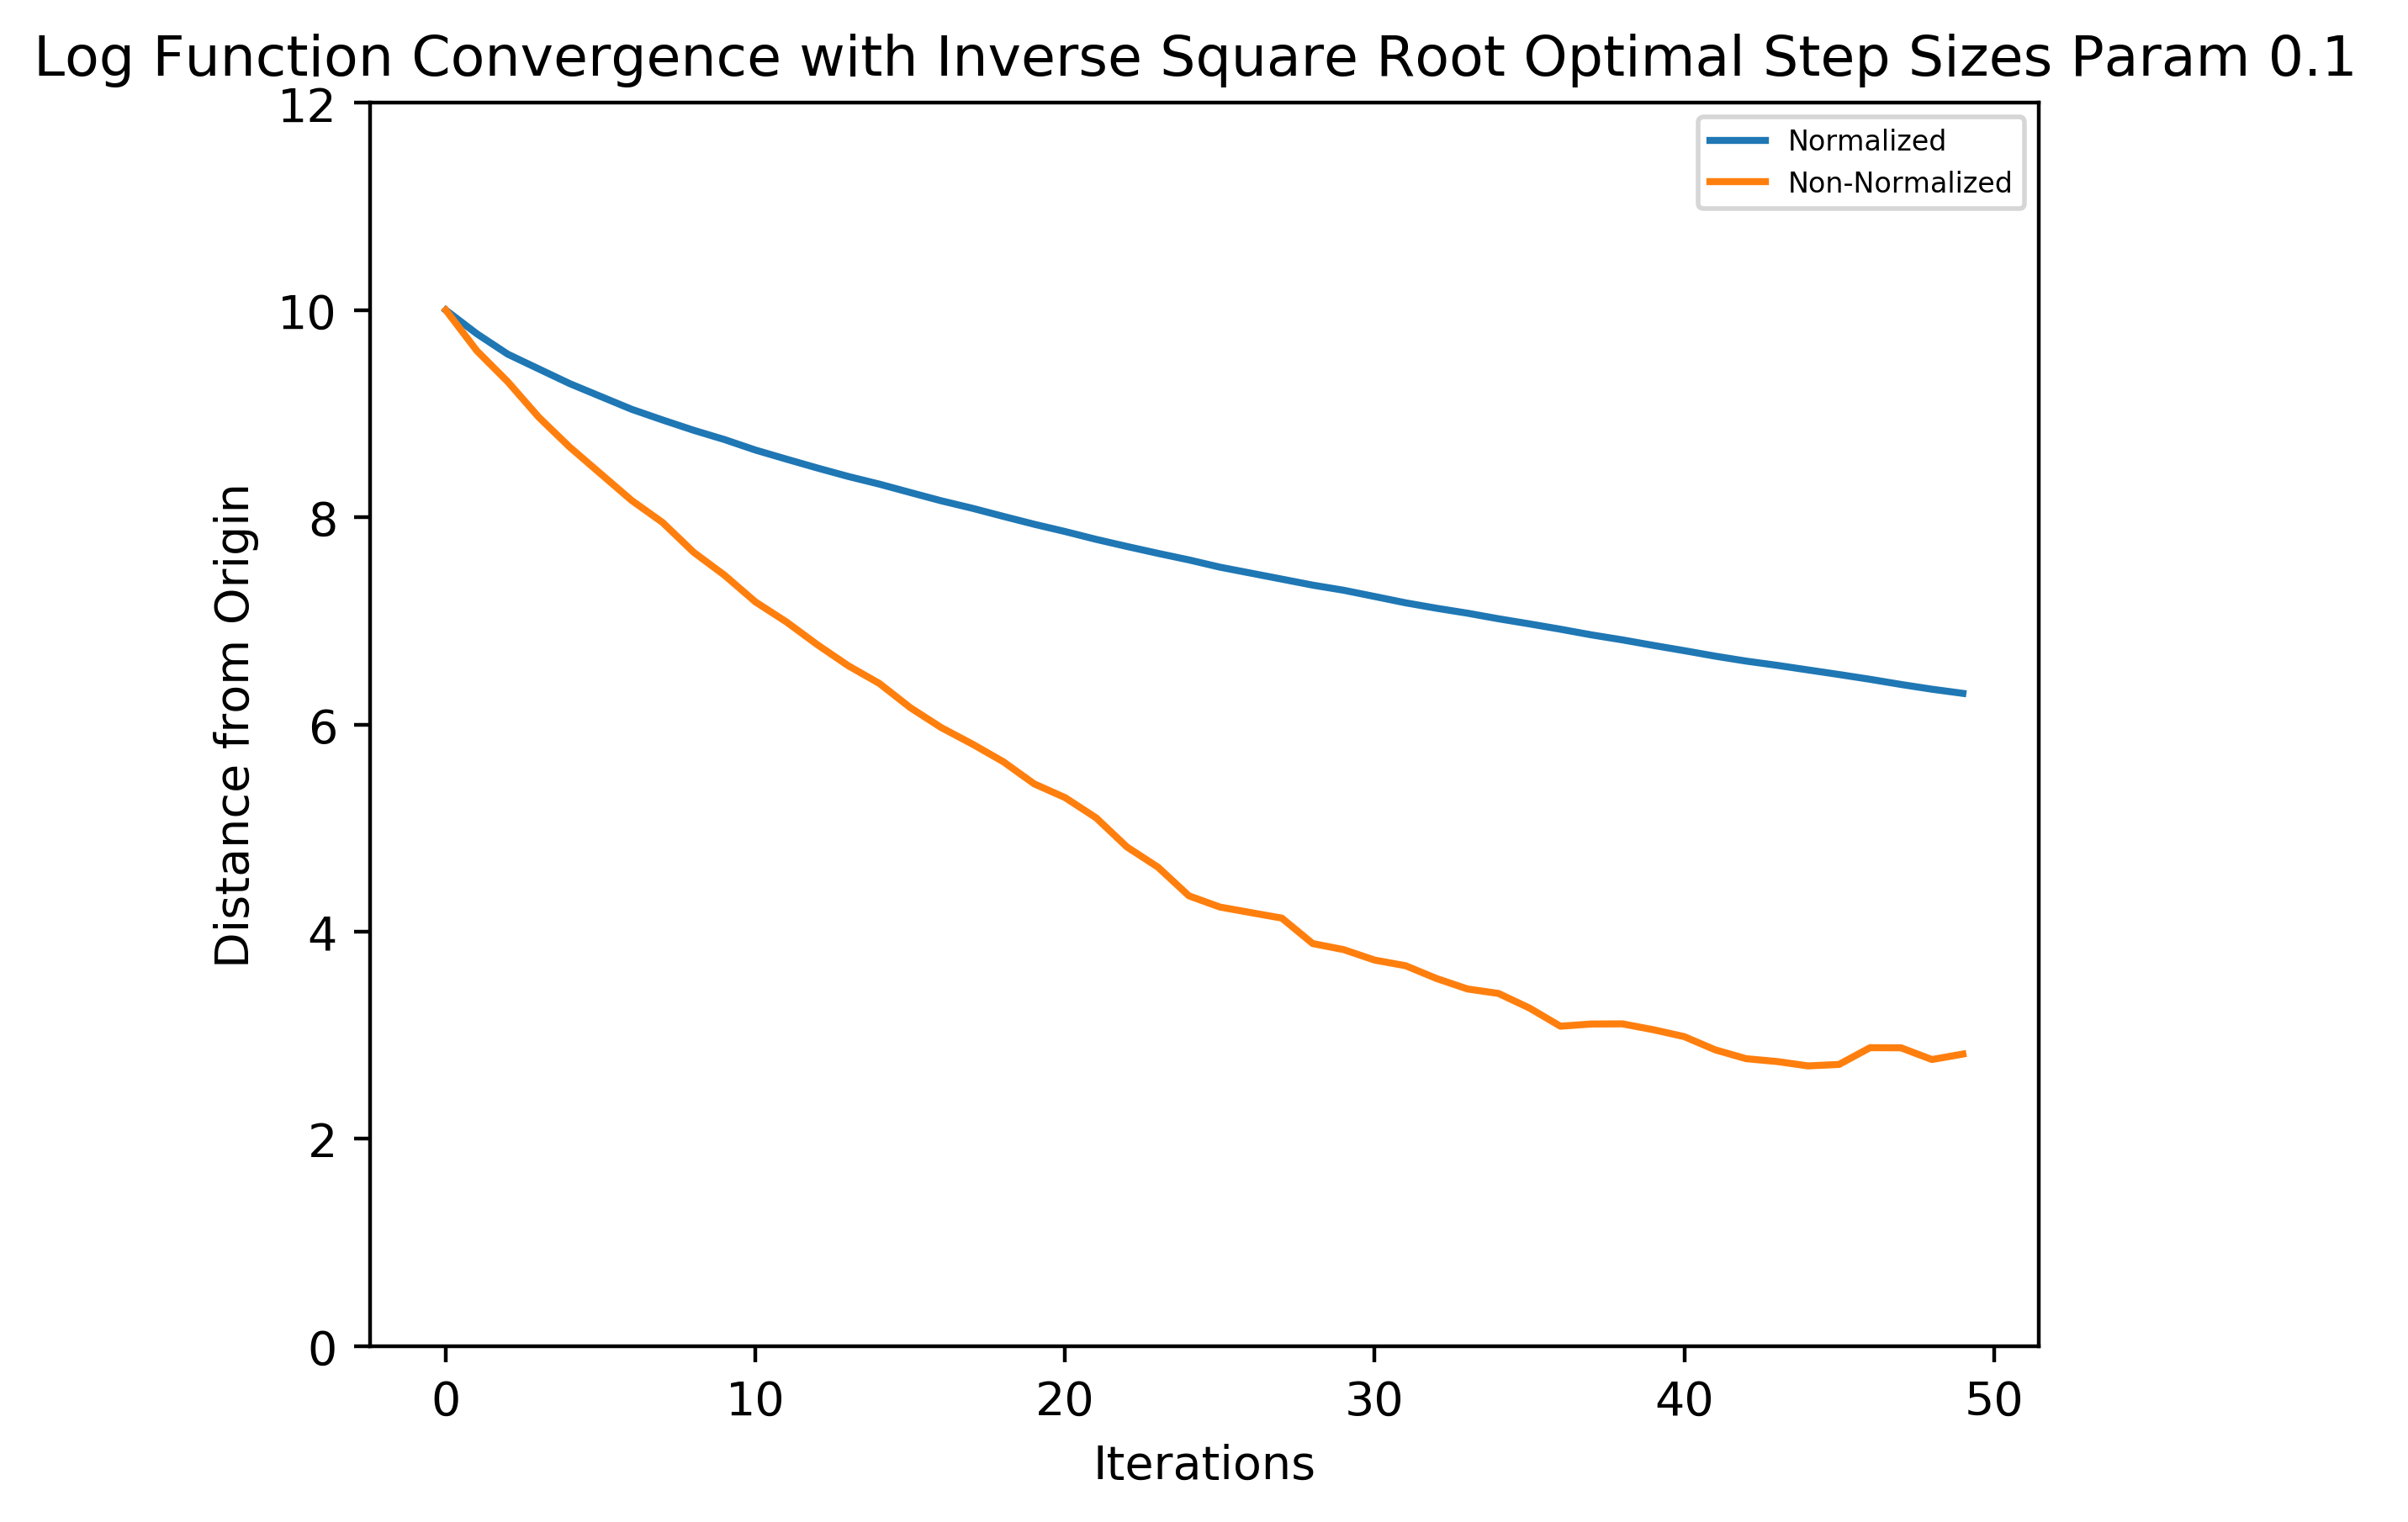 Log Function Convergence with Inverse Square Root Optimal Step Sizes Param 0.1
Normalized
Non-Normalized
Distance from Origin
12
10
8
6
4
2
0
0 10 20 30 40 50
Iterations